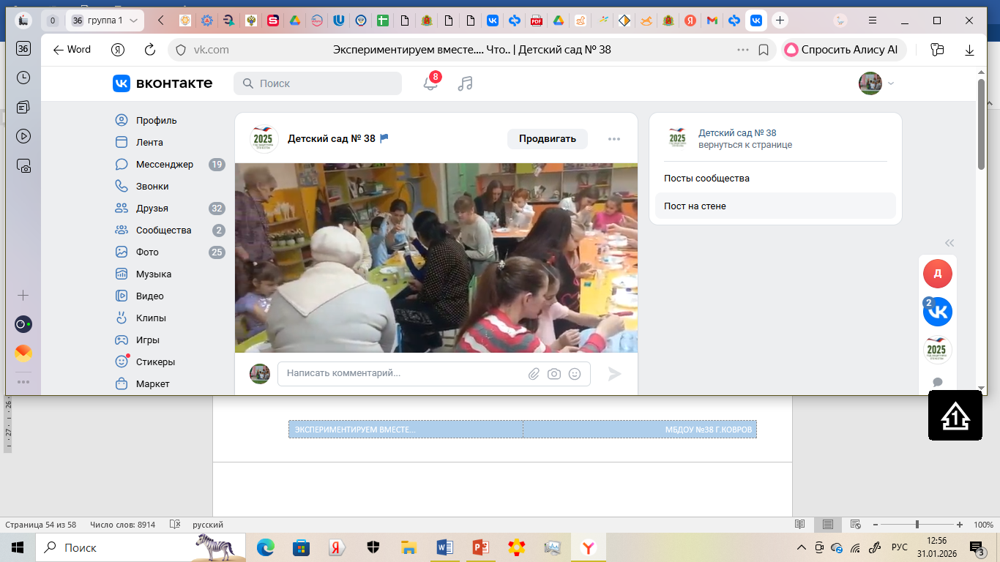 0
36 группа 1
36
Word
vk.com
Экспериментируем вместе.... Что.. | Детский сад № 38
Спросить Алису AI
вконтакте
Поиск
8
Профиль
Лента
Мессенджер 19
Звонки
Друзья 32
Сообщества 2
Фото 25
Музыка
Видео
Клипы
Игры
Стикеры
Маркет
2025
Детский сад № 38
Продвигать
Написать комментарий...
2025
Детский сад № 38
вернуться к странице
Посты сообщества
Пост на стене
Д
2
2025
26
27
ЭКСПЕРИМЕНТИРУЕМ ВМЕСТЕ...
МБДОУ №38 Г.КОВРОВ
1
Страница 54 из 58
Число слов: 8914
русский
100%
Поиск
РУС
12:56
31.01.2026
3